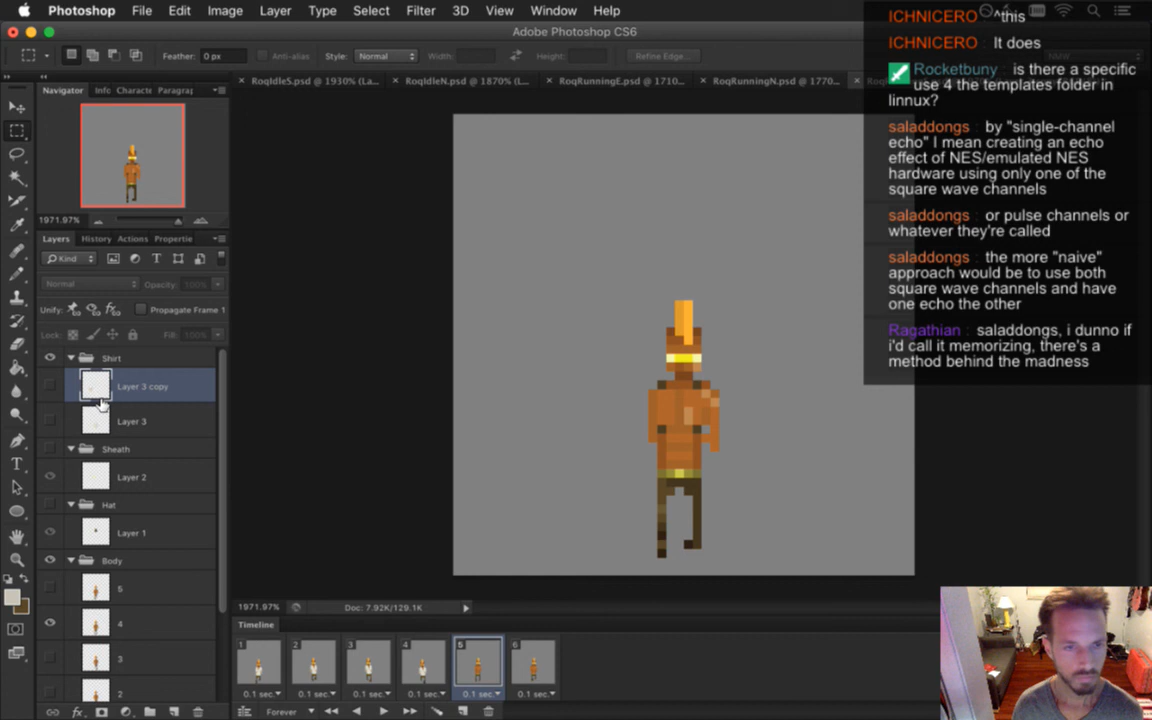 Photoshop File Edit Image Layer Type Select Filter 3D View Window Help
Adobe Photoshop CS6
Feather: 0 px Anti-alias Style: Normal Width: Height: Refine Edge...
RoqIdleS.psd @ 1930% (La... RoqIdleN.psd @ 1870% (L... RoqRunningE.psd @ 1710... RoqRunningN.psd @ 1770...
Navigator Info Characte Paragraj
1971.97%
Layers History Actions Propertie
Kind
Normal Opacity: 100%
Unify: Propagate Frame 1
Lock: Fill: 100%
Shirt
Layer 3 copy
Layer 3
Sheath
Layer 2
Hat
Layer 1
Body
5
4
3
2
1971.97% Doc: 7.92K/129.1K
Timeline
1 2 3 4 5 6
0.1 sec. 0.1 sec. 0.1 sec. 0.1 sec. 0.1 sec. 0.1 sec.
Forever
ICHNICERO : ^this
ICHNICERO : It does
Rocketbuny : is there a specific
use 4 the templates folder in
linnux?
saladdongs : by "single-channel
echo" I mean creating an echo
effect of NES/emulated NES
hardware using only one of the
square wave channels
saladdongs : or pulse channels or
whatever they're called
saladdongs : the more "naive"
approach would be to use both
square wave channels and have
one echo the other
Ragathian : saladdongs, i dunno if
i'd call it memorizing, there's a
method behind the madness